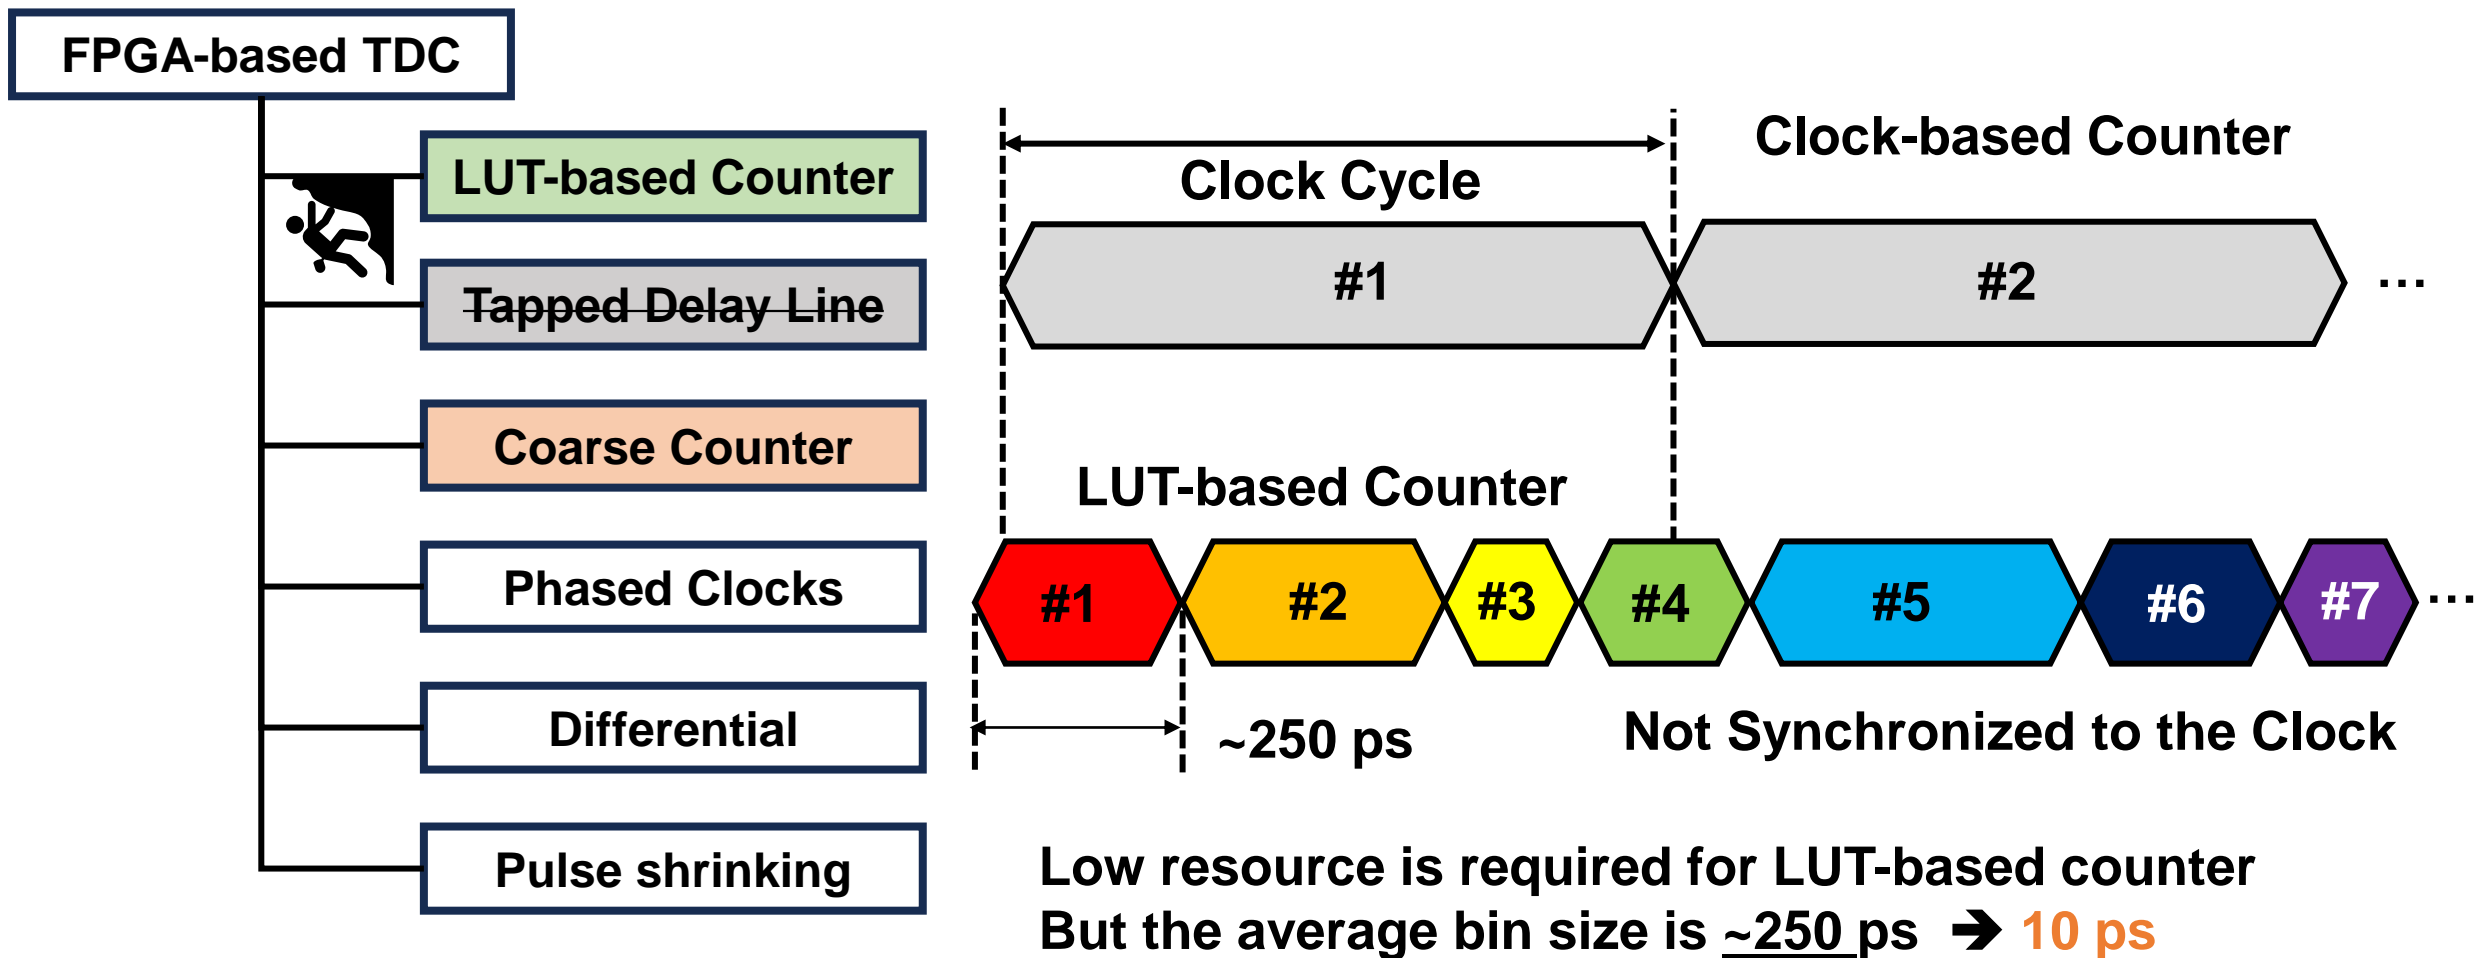 FPGA-based TDC
LUT-based Counter
Tapped Delay Line
Coarse Counter
Phased Clocks
Differential
Pulse shrinking
Clock-based Counter
Clock Cycle
#1
#2
...
LUT-based Counter
#1
#2
#3
#4
#5
#6
#7
...
~250 ps
Not Synchronized to the Clock
Low resource is required for LUT-based counter
But the average bin size is ~250 ps ➔ 10 ps